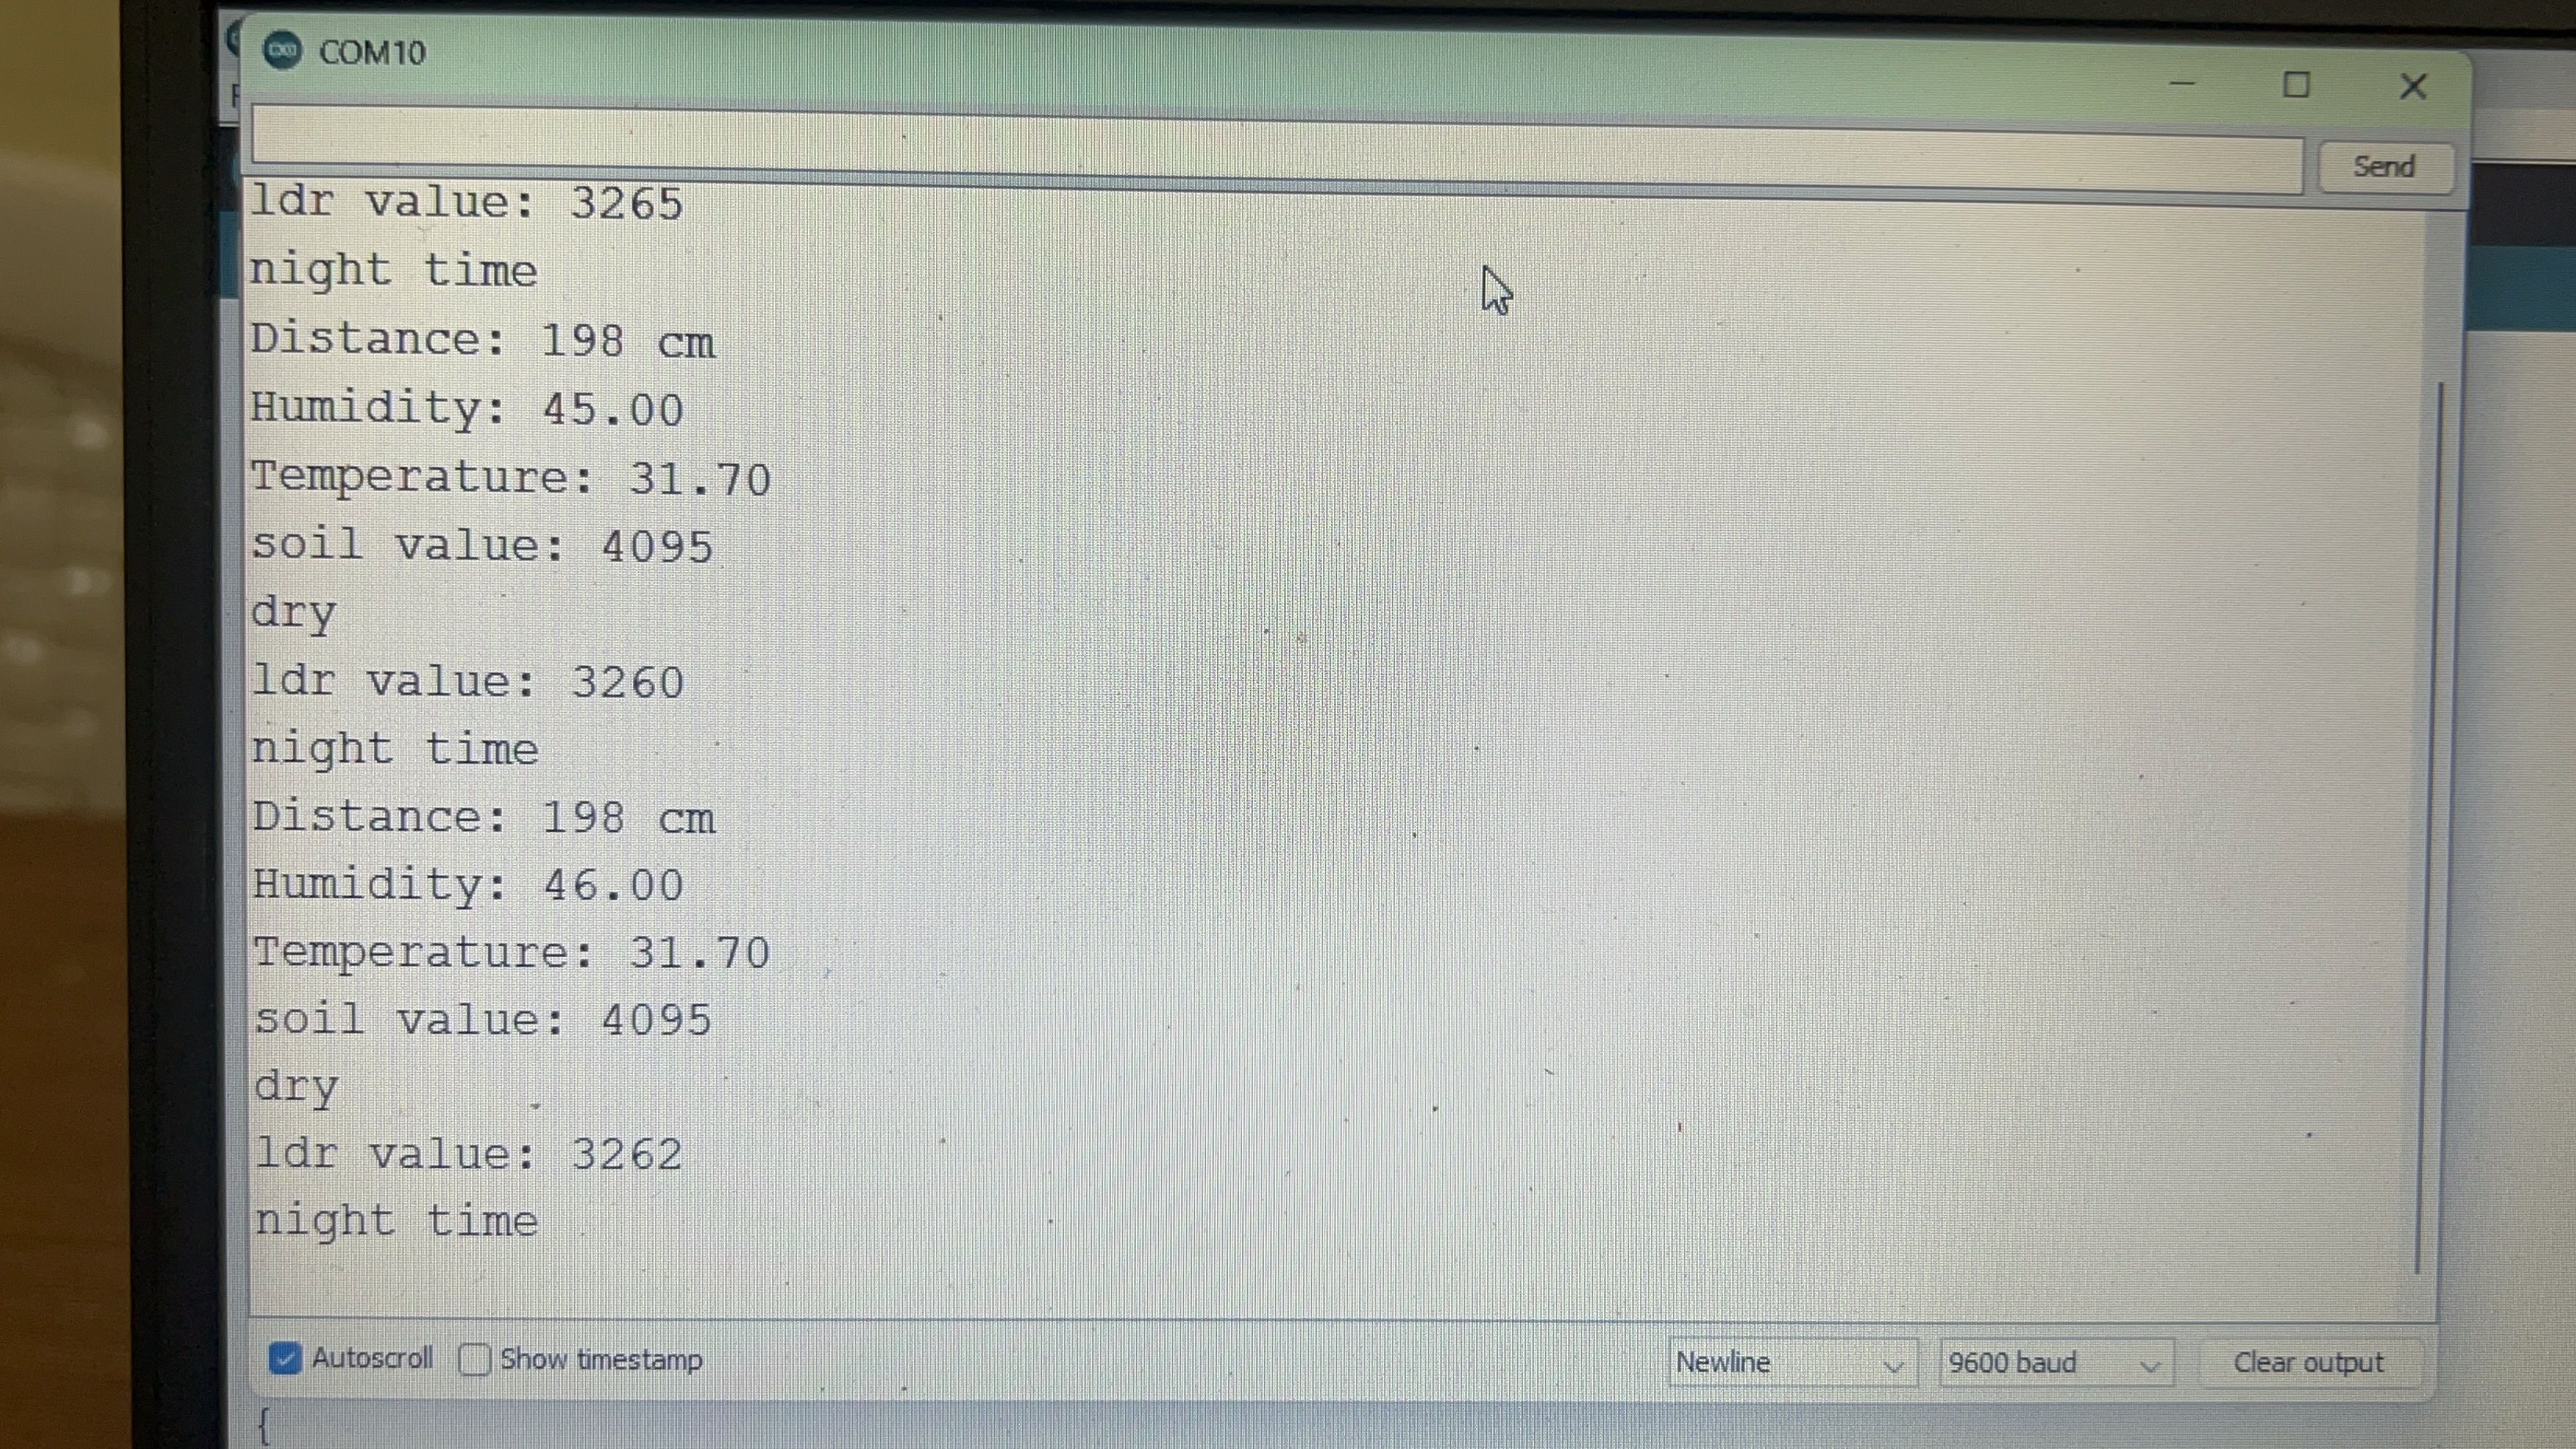 COM10
Send
ldr value: 3265
night time
Distance: 198 cm
Humidity: 45.00
Temperature: 31.70
soil value: 4095
dry
ldr value: 3260
night time
Distance: 198 cm
Humidity: 46.00
Temperature: 31.70
soil value: 4095
dry
ldr value: 3262
night time
Autoscroll Show timestamp Newline 9600 baud Clear output
{